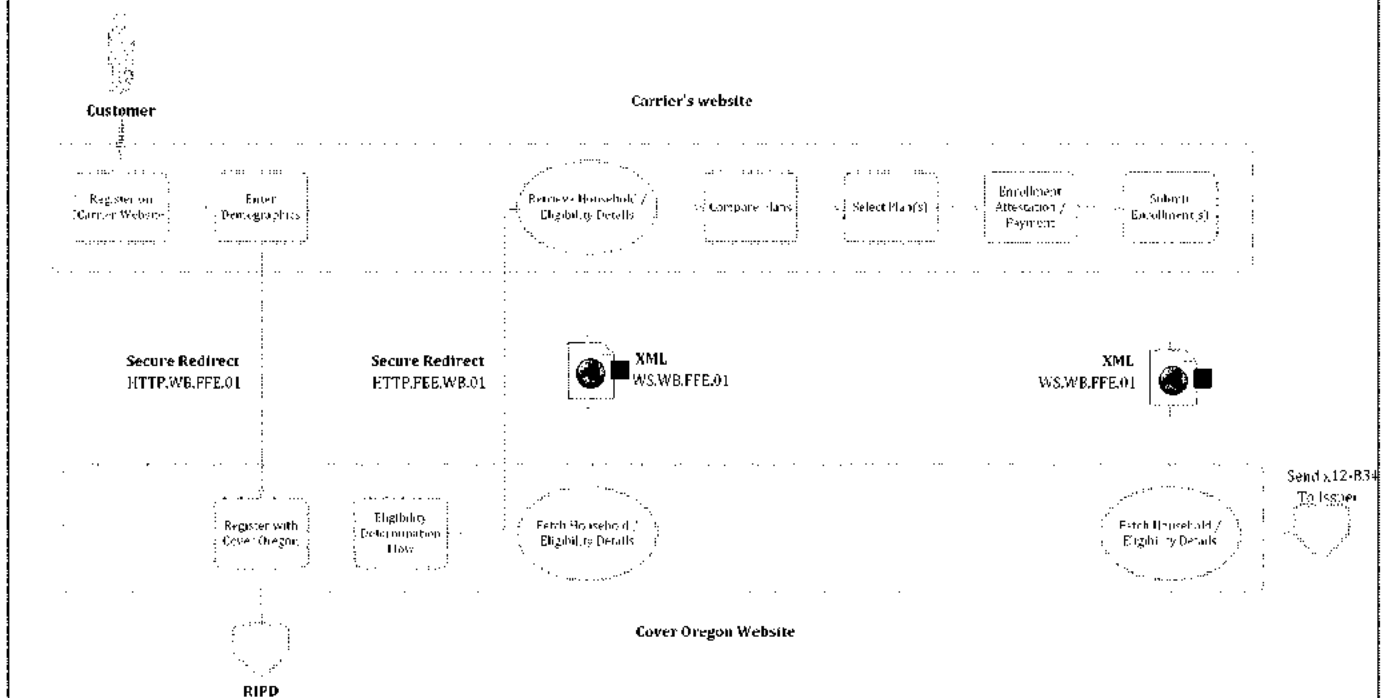 Customer
Carrier's website
Register on
Carrier Website
Enter
Demographics
Retrieve Household /
Eligibility Details
Compare Plans
Select Plan(s)
Enrollment
Attestation /
Payment
Submit
Enrollment(s)
Secure Redirect
HTTP.WB.FFE.01
Secure Redirect
HTTP.FEE.WB.01
XML
WS.WB.FFE.01
XML
WS.WB.FFE.01
Register with
Cover Oregon
Eligibility
Determination
Flow
Fetch Household /
Eligibility Details
Fetch Household /
Eligibility Details
Send x12-834
To Issuer
Cover Oregon Website
RIPD